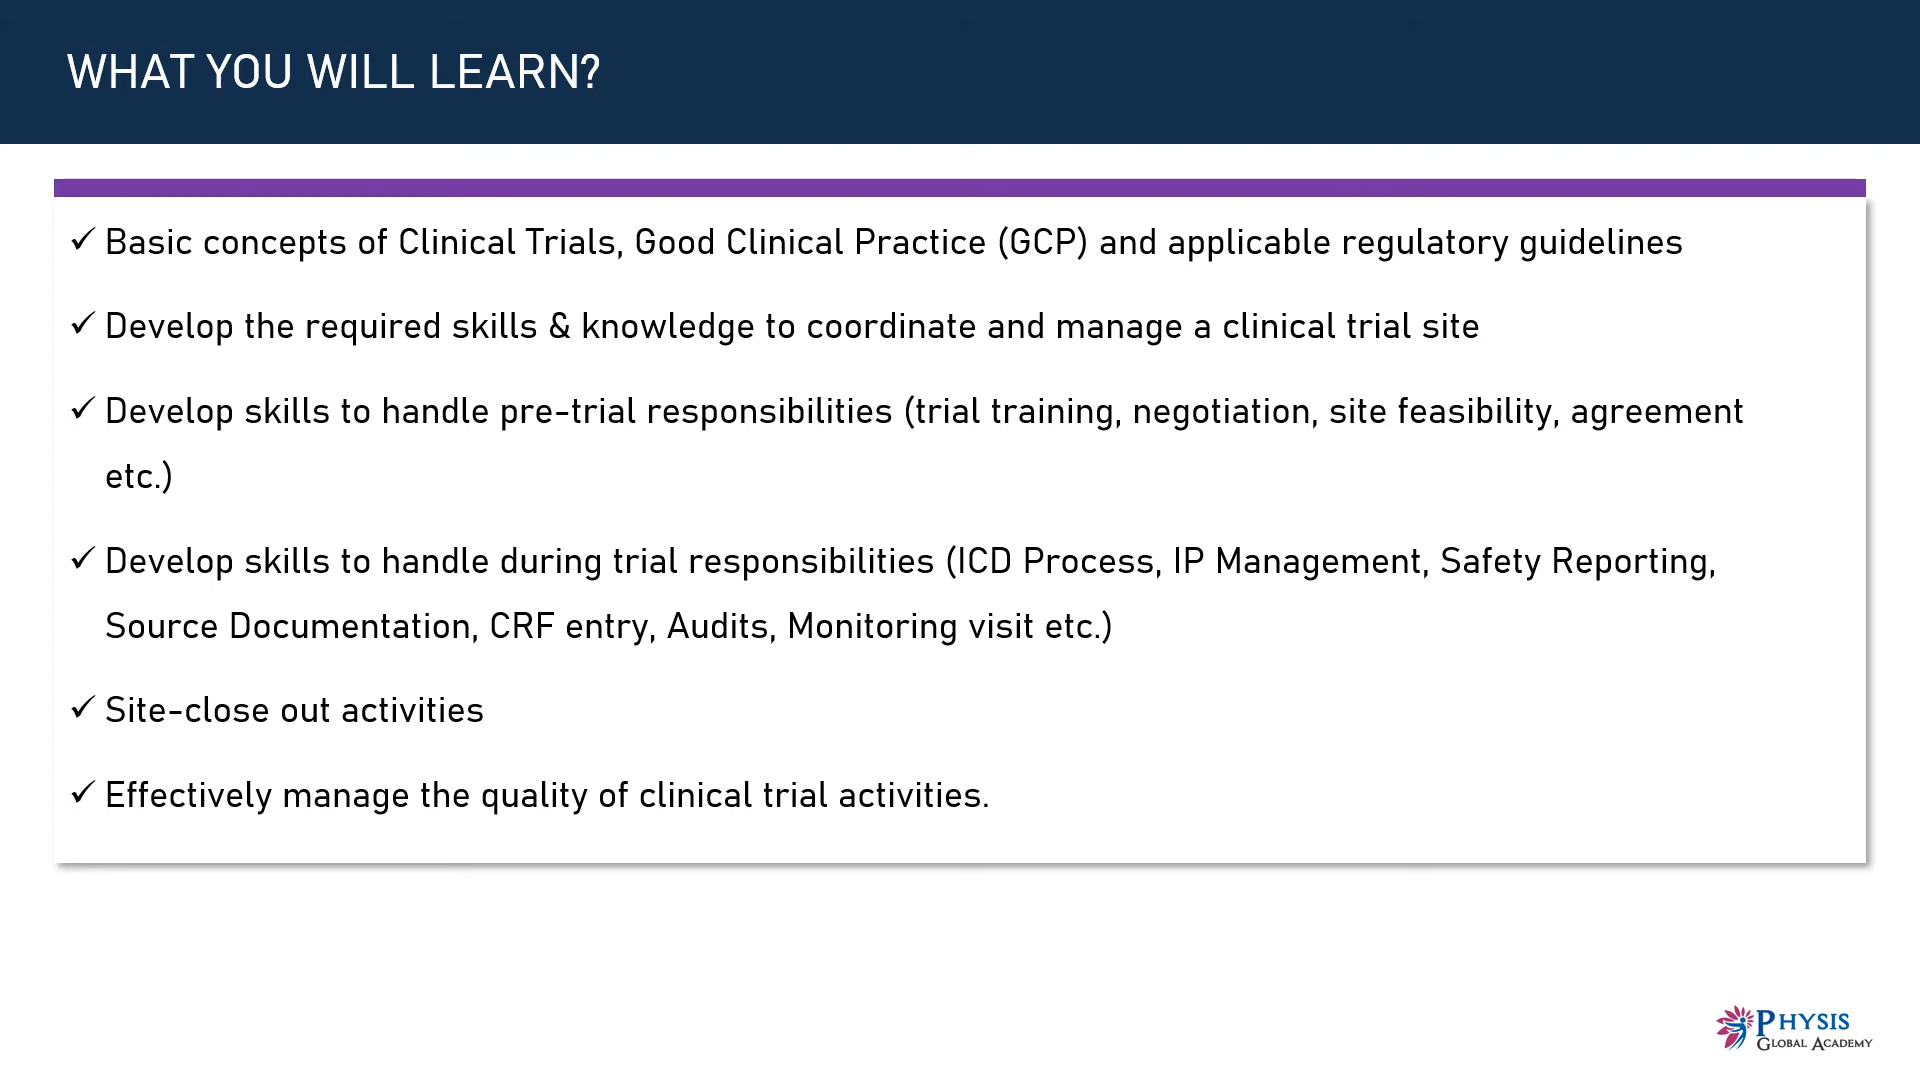 WHAT YOU WILL LEARN?
✓ Basic concepts of Clinical Trials, Good Clinical Practice (GCP) and applicable regulatory guidelines
✓ Develop the required skills & knowledge to coordinate and manage a clinical trial site
✓ Develop skills to handle pre-trial responsibilities (trial training, negotiation, site feasibility, agreement
etc.)
✓ Develop skills to handle during trial responsibilities (ICD Process, IP Management, Safety Reporting,
Source Documentation, CRF entry, Audits, Monitoring visit etc.)
✓ Site-close out activities
✓ Effectively manage the quality of clinical trial activities.
PHYSIS
GLOBAL ACADEMY